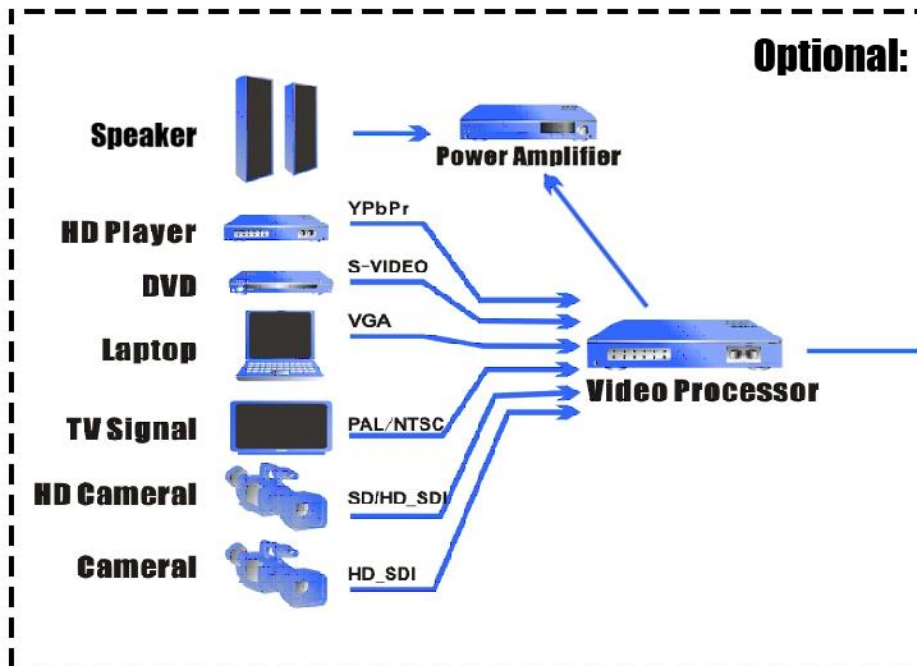 Optional:
Speaker
Power Amplifier
HD Player
YPbPr
DVD
S-VIDEO
Laptop
VGA
Video Processor
TV Signal
PAL/NTSC
HD Cameral
SD/HD_SDI
Cameral
HD_SDI